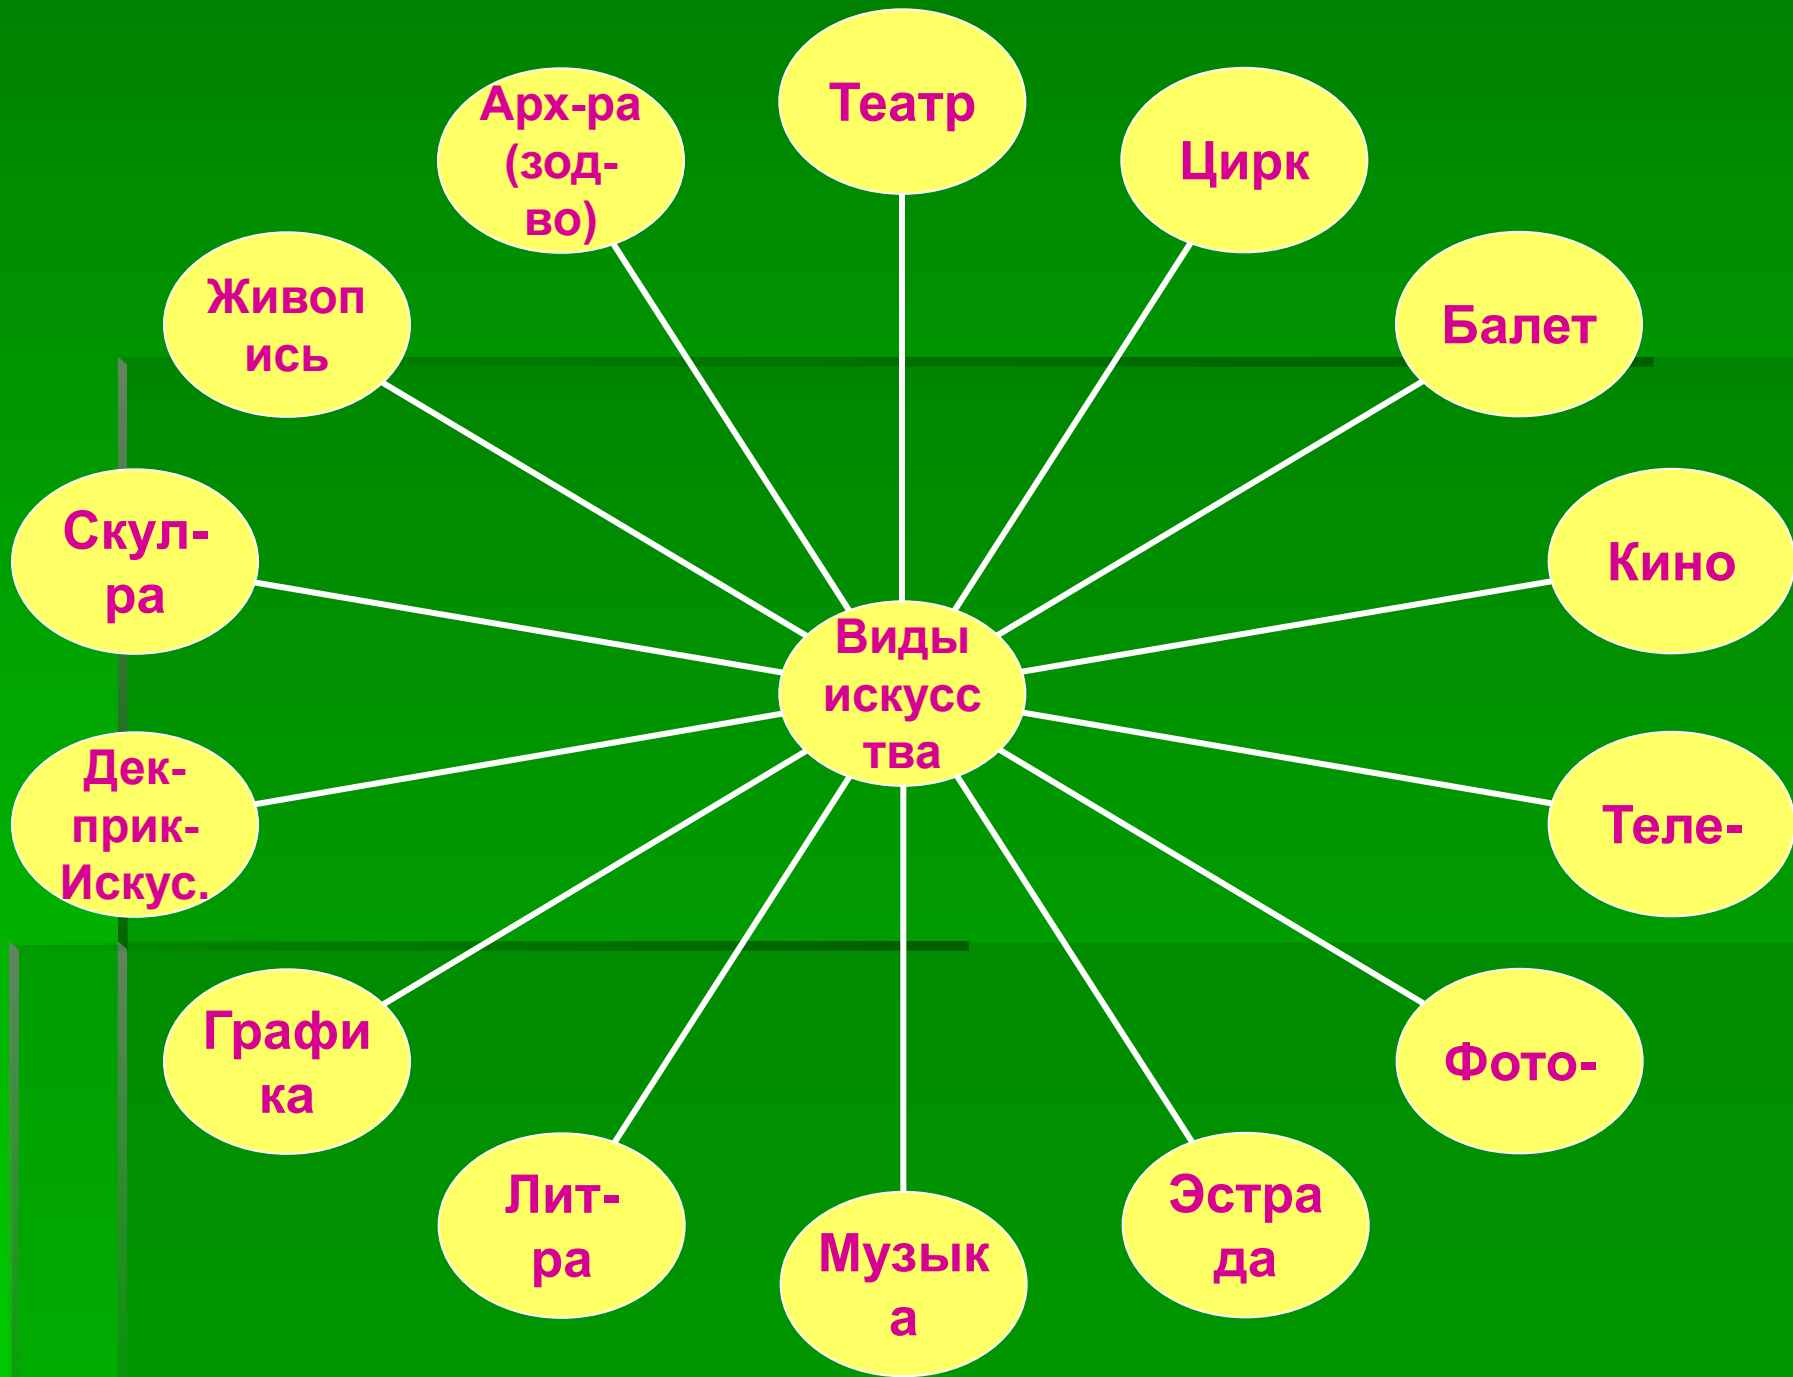 Театр
Арх-ра
(зод-
во)
Цирк
Живоп
ись
Балет
Скул-
ра
Кино
Виды
искусс
тва
Дек-
прик-
Искус.
Теле-
Графи
ка
Фото-
Лит-
ра
Эстра
да
Музык
а